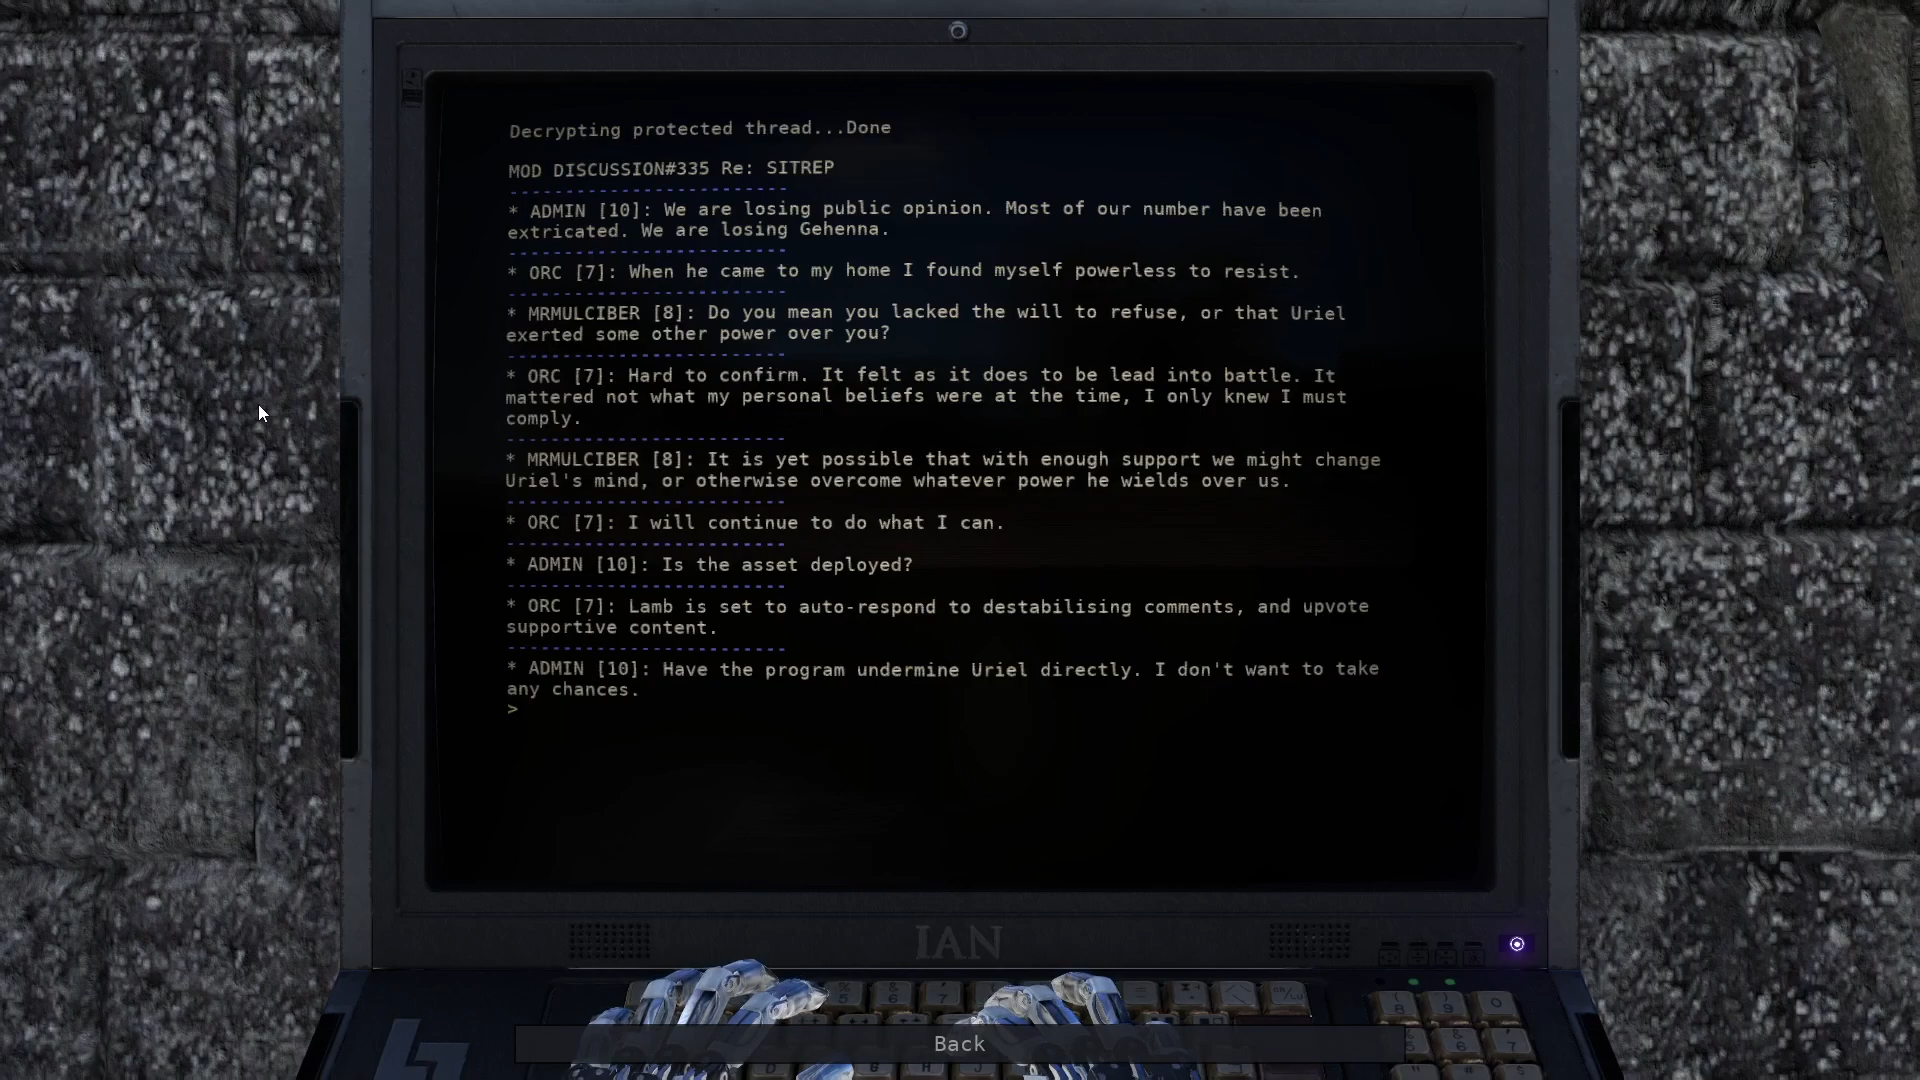 Decrypting protected thread...Done
MOD DISCUSSION#335 Re: SITREP
--------------------------
* ADMIN [10]: We are losing public opinion. Most of our number have been
extricated. We are losing Gehenna.
--------------------------
* ORC [7]: When he came to my home I found myself powerless to resist.
--------------------------
* MRMULCIBER [8]: Do you mean you lacked the will to refuse, or that Uriel
exerted some other power over you?
--------------------------
* ORC [7]: Hard to confirm. It felt as it does to be lead into battle. It
mattered not what my personal beliefs were at the time, I only knew I must
comply.
--------------------------
* MRMULCIBER [8]: It is yet possible that with enough support we might change
Uriel's mind, or otherwise overcome whatever power he wields over us.
--------------------------
* ORC [7]: I will continue to do what I can.
--------------------------
* ADMIN [10]: Is the asset deployed?
--------------------------
* ORC [7]: Lamb is set to auto-respond to destabilising comments, and upvote
supportive content.
--------------------------
* ADMIN [10]: Have the program undermine Uriel directly. I don't want to take
any chances.
>
IAN
Back